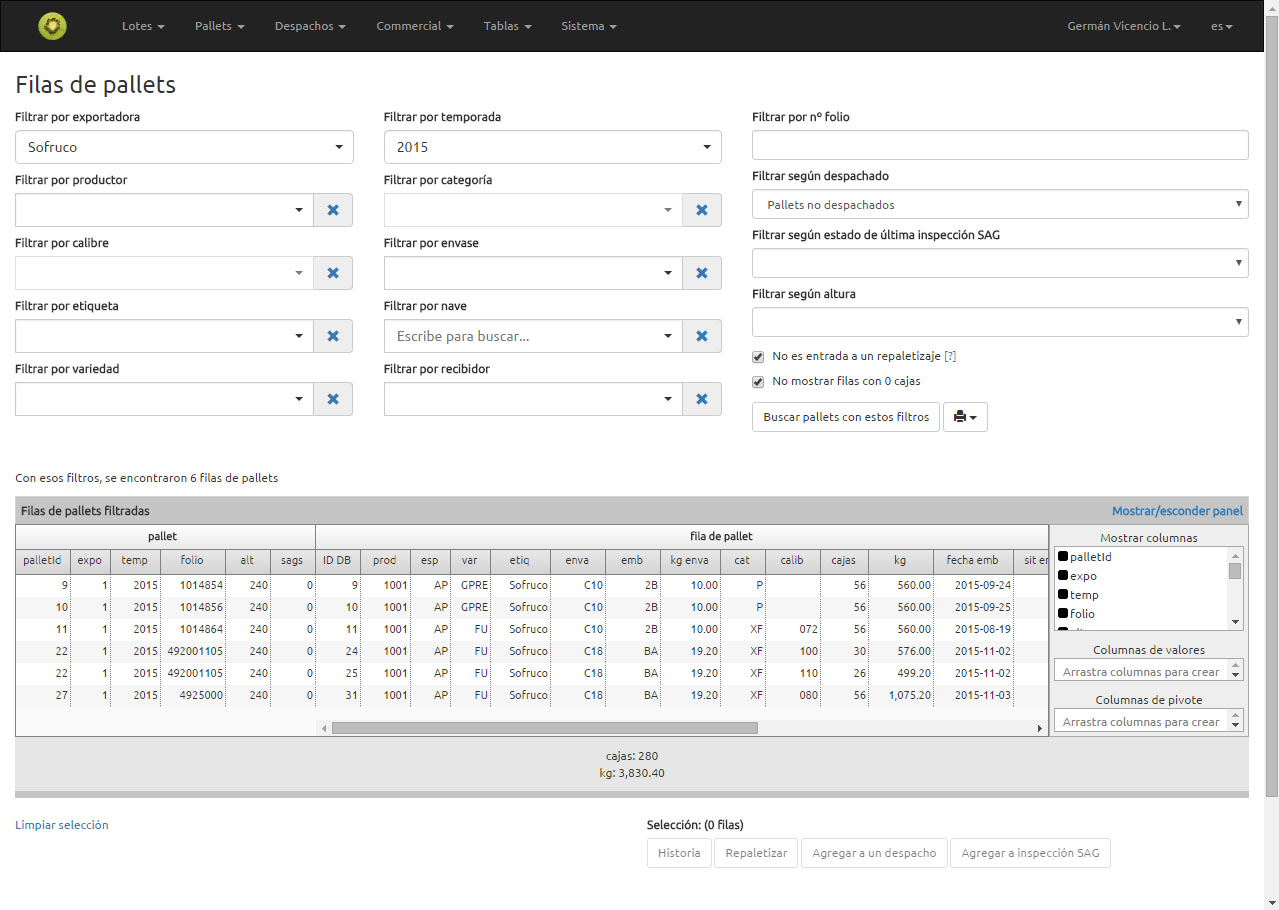 Lotes Pallets Despachos Commercial Tablas Sistema Germán Vicencio L. es
Filas de pallets
Filtrar por exportadora
Sofruco
Filtrar por productor
Filtrar por calibre
Filtrar por etiqueta
Filtrar por variedad
Filtrar por temporada
2015
Filtrar por categoría
Filtrar por envase
Filtrar por nave
Escribe para buscar...
Filtrar por recibidor
Filtrar por nº folio
Filtrar según despachado
Pallets no despachados
Filtrar según estado de última inspección SAG
Filtrar según altura
No es entrada a un repaletizaje [?]
No mostrar filas con 0 cajas
Buscar pallets con estos filtros
Con esos filtros, se encontraron 6 filas de pallets
Filas de pallets filtradas Mostrar/esconder panel
pallet fila de pallet
palletId expo temp folio alt sags ID DB prod esp var etiq enva emb kg enva cat calib cajas kg fecha emb sit em
9 1 2015 1014854 240 0 9 1001 AP GPRE Sofruco C10 2B 10.00 P 56 560.00 2015-09-24
10 1 2015 1014856 240 0 10 1001 AP GPRE Sofruco C10 2B 10.00 P 56 560.00 2015-09-25
11 1 2015 1014864 240 0 11 1001 AP FU Sofruco C10 2B 10.00 XF 072 56 560.00 2015-08-19
22 1 2015 492001105 240 0 24 1001 AP FU Sofruco C18 BA 19.20 XF 100 30 576.00 2015-11-02
22 1 2015 492001105 240 0 25 1001 AP FU Sofruco C18 BA 19.20 XF 110 26 499.20 2015-11-02
27 1 2015 4925000 240 0 31 1001 AP FU Sofruco C18 BA 19.20 XF 080 56 1,075.20 2015-11-03
Mostrar columnas
palletId
expo
temp
folio
Columnas de valores
Arrastra columnas para crear
Columnas de pivote
Arrastra columnas para crear
cajas: 280
kg: 3,830.40
Limpiar selección
Selección: (0 filas)
Historia Repaletizar Agregar a un despacho Agregar a inspección SAG